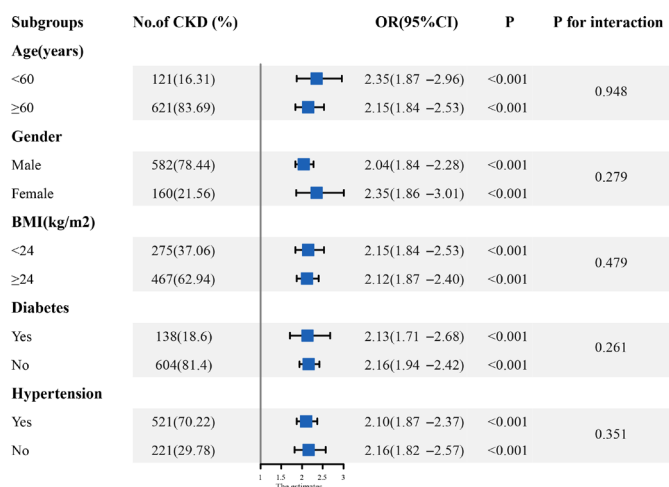 Subgroups No.of CKD (%) OR(95%CI) P P for interaction
Age(years)
<60 121(16.31) 2.35(1.87 −2.96) <0.001
0.948
≥60 621(83.69) 2.15(1.84 −2.53) <0.001
Gender
Male 582(78.44) 2.04(1.84 −2.28) <0.001
0.279
Female 160(21.56) 2.35(1.86 −3.01) <0.001
BMI(kg/m2)
<24 275(37.06) 2.15(1.84 −2.53) <0.001
0.479
≥24 467(62.94) 2.12(1.87 −2.40) <0.001
Diabetes
Yes 138(18.6) 2.13(1.71 −2.68) <0.001
0.261
No 604(81.4) 2.16(1.94 −2.42) <0.001
Hypertension
Yes 521(70.22) 2.10(1.87 −2.37) <0.001
0.351
No 221(29.78) 2.16(1.82 −2.57) <0.001
1 1.5 2 2.5 3
The estimates